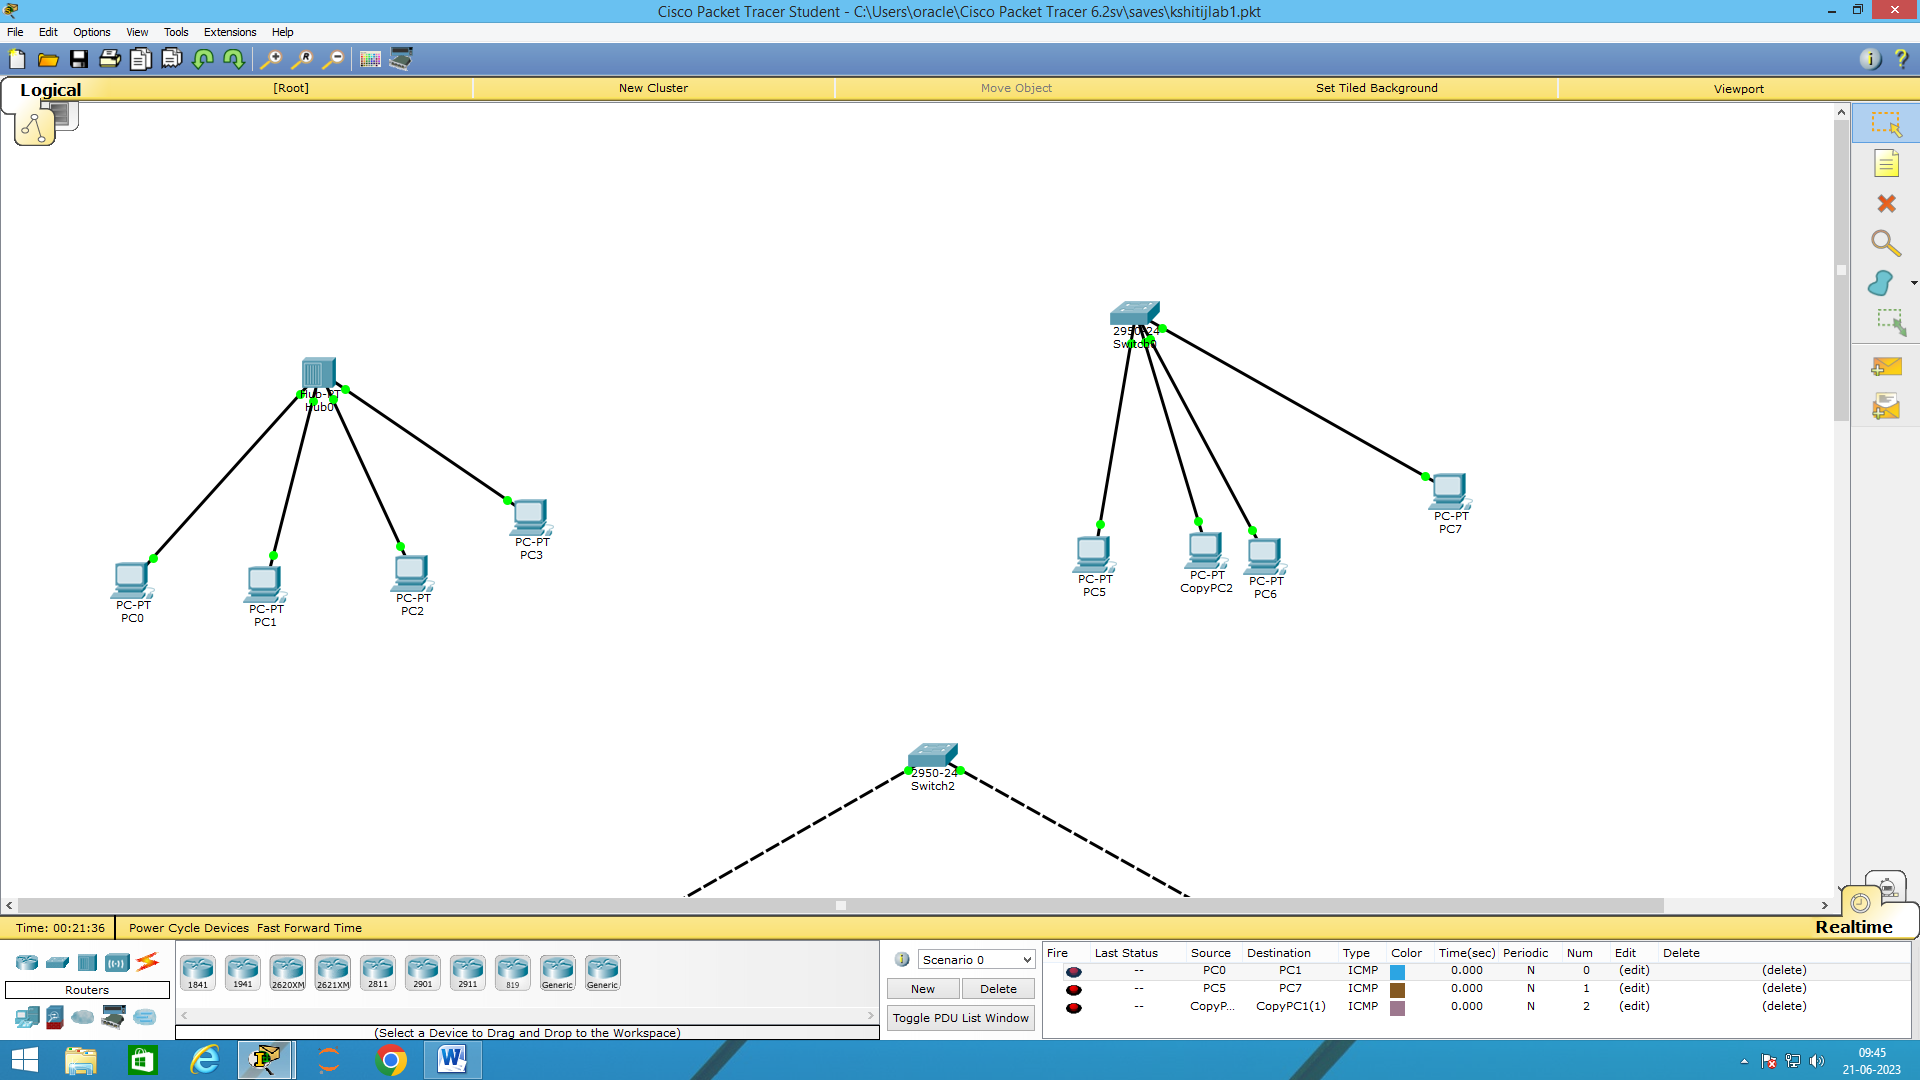 Cisco Packet Tracer Student - C:\Users\oracle\Cisco Packet Tracer 6.2sv\saves\kshitijlab1.pkt
File Edit Options View Tools Extensions Help
Logical [Root] New Cluster Move Object Set Tiled Background Viewport
2950-24
Switch0
Hub-PT
Hub0
PC-PT
PC7
PC-PT
PC3
PC-PT
PC5
PC-PT
CopyPC2
PC-PT
PC6
PC-PT
PC0
PC-PT
PC1
PC-PT
PC2
2950-24
Switch2
Time: 00:21:36 Power Cycle Devices Fast Forward Time
Realtime
Routers
1841 1941 2620XM 2621XM 2811 2901 2911 819 Generic Generic
(Select a Device to Drag and Drop to the Workspace)
Scenario 0
New Delete
Toggle PDU List Window
Fire Last Status Source Destination Type Color Time(sec) Periodic Num Edit Delete
-- PC0 PC1 ICMP 0.000 N 0 (edit) (delete)
-- PC5 PC7 ICMP 0.000 N 1 (edit) (delete)
-- CopyP... CopyPC1(1) ICMP 0.000 N 2 (edit) (delete)
09:45
21-06-2023